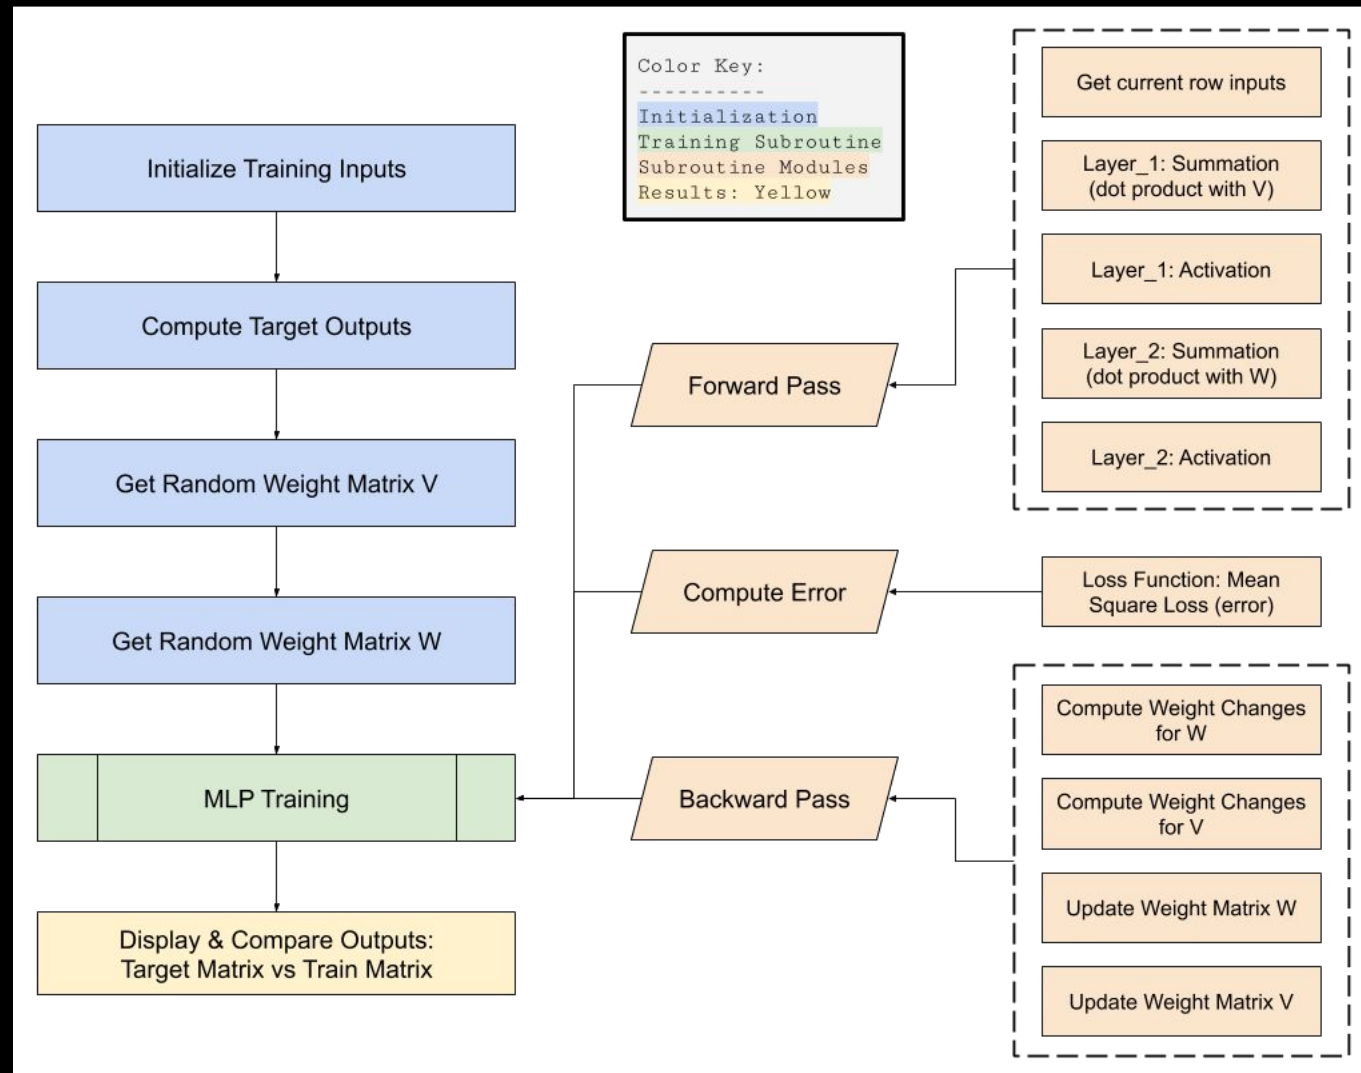 Color Key:
----------
Initialization
Training Subroutine
Subroutine Modules
Results: Yellow
Initialize Training Inputs
Compute Target Outputs
Get Random Weight Matrix V
Get Random Weight Matrix W
MLP Training
Display & Compare Outputs:
Target Matrix vs Train Matrix
Forward Pass
Compute Error
Backward Pass
Get current row inputs
Layer_1: Summation
(dot product with V)
Layer_1: Activation
Layer_2: Summation
(dot product with W)
Layer_2: Activation
Loss Function: Mean
Square Loss (error)
Compute Weight Changes
for W
Compute Weight Changes
for V
Update Weight Matrix W
Update Weight Matrix V